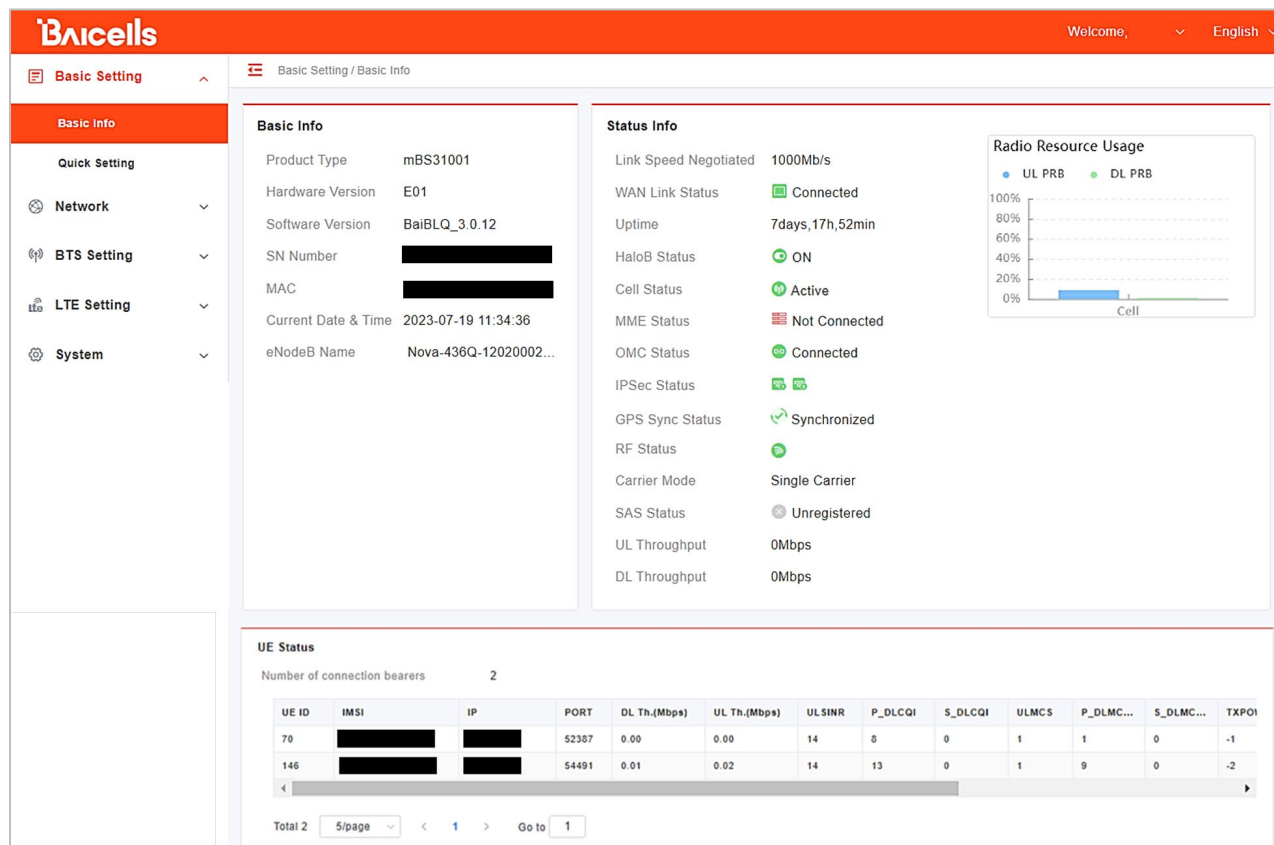 Baicells
Welcome,
English
Basic Setting
Basic Info
Quick Setting
Network
BTS Setting
LTE Setting
System
Basic Setting / Basic Info
Basic Info
Product Type mBS31001
Hardware Version E01
Software Version BaiBLQ_3.0.12
SN Number
MAC
Current Date & Time 2023-07-19 11:34:36
eNodeB Name Nova-436Q-12020002...
Status Info
Link Speed Negotiated 1000Mb/s
WAN Link Status Connected
Uptime 7days,17h,52min
HaloB Status ON
Cell Status Active
MME Status Not Connected
OMC Status Connected
IPSec Status
GPS Sync Status Synchronized
RF Status
Carrier Mode Single Carrier
SAS Status Unregistered
UL Throughput 0Mbps
DL Throughput 0Mbps
Radio Resource Usage
UL PRB DL PRB
100%
80%
60%
40%
20%
0%
Cell
UE Status
Number of connection bearers 2
UE ID IMSI IP PORT DL Th.(Mbps) UL Th.(Mbps) ULSINR P_DLCQI S_DLCQI ULMCS P_DLMC... S_DLMC... TXPOW
70 52387 0.00 0.00 14 8 0 1 1 0 -1
146 54491 0.01 0.02 14 13 0 1 9 0 -2
Total 2 5/page 1 Go to 1